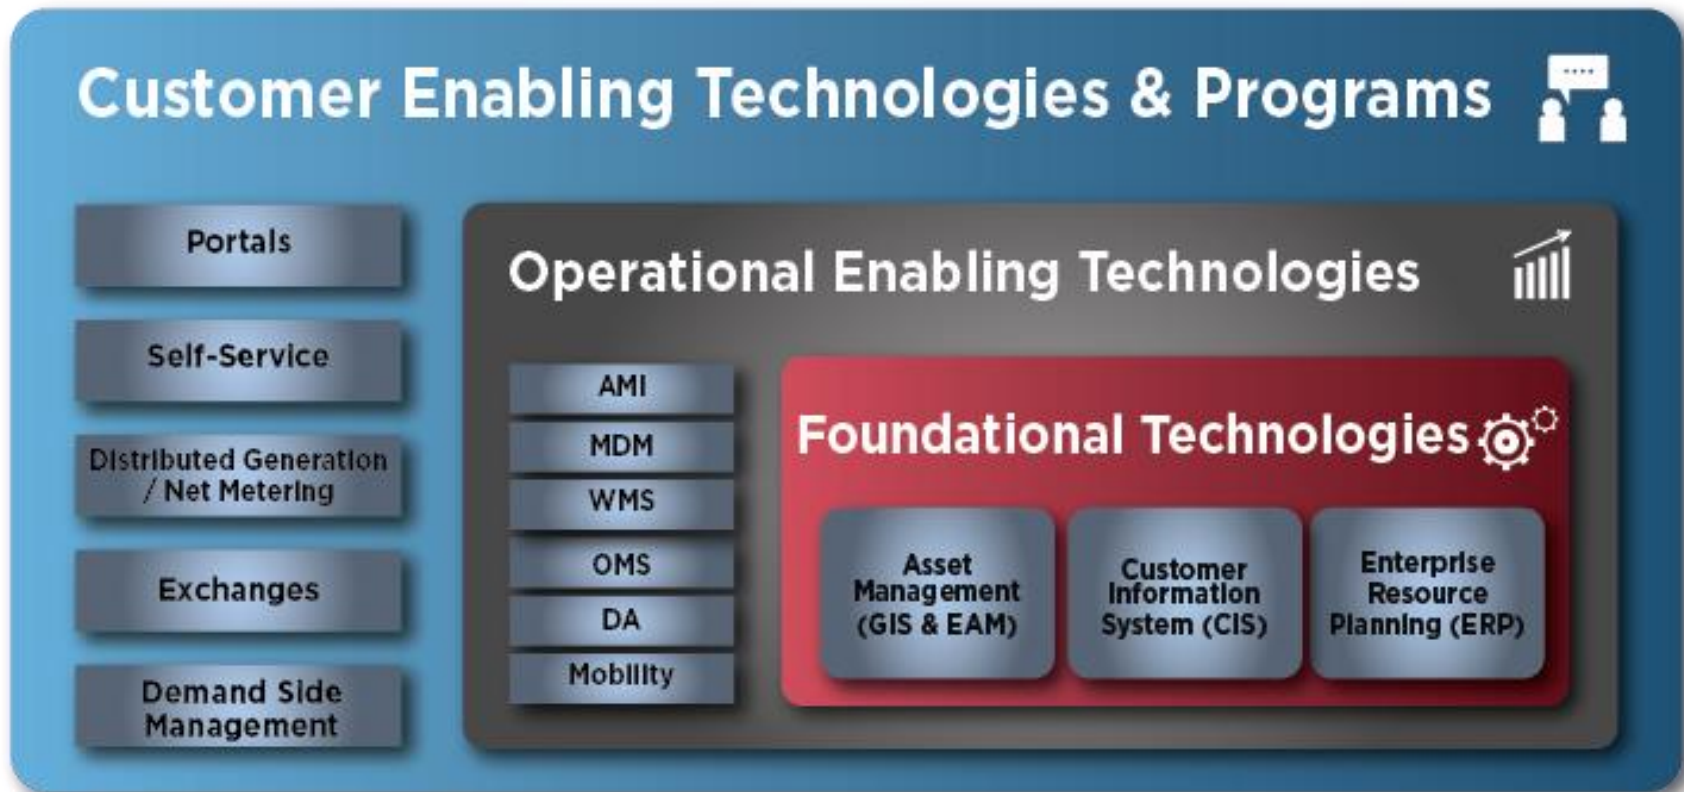 Customer Enabling Technologies & Programs
Portals
Self-Service
Distributed Generation
/ Net Metering
Exchanges
Demand Side
Management
Operational Enabling Technologies
AMI
MDM
WMS
OMS
DA
Mobility
Foundational Technologies
Asset
Management
(GIS & EAM)
Customer
Information
System (CIS)
Enterprise
Resource
Planning (ERP)